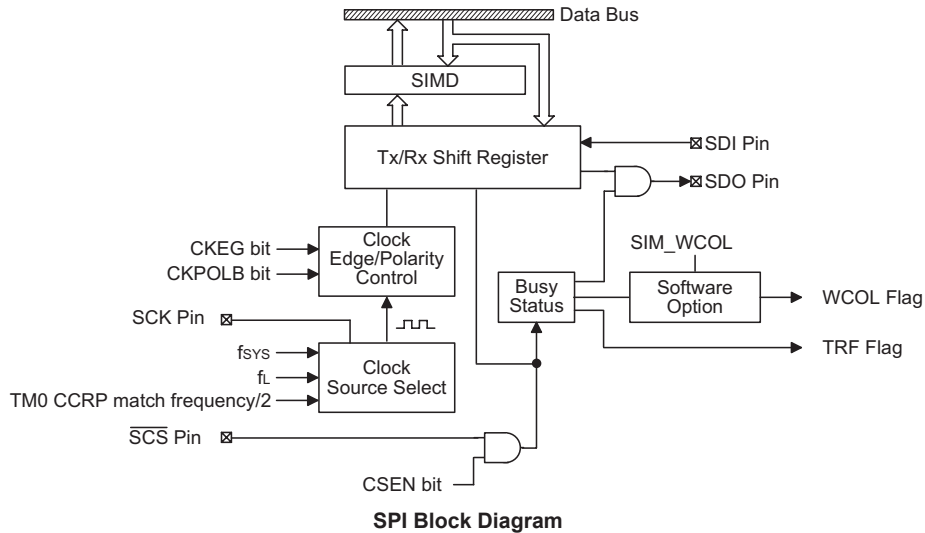 Data Bus
SIMD
Tx/Rx Shift Register
SDI Pin
SDO Pin
CKEG bit
CKPOLB bit
Clock
Edge/Polarity
Control
SIM_WCOL
Busy
Status
Software
Option
WCOL Flag
TRF Flag
SCK Pin
fSYS
fL
TM0 CCRP match frequency/2
Clock
Source Select
SCS Pin
CSEN bit
SPI Block Diagram